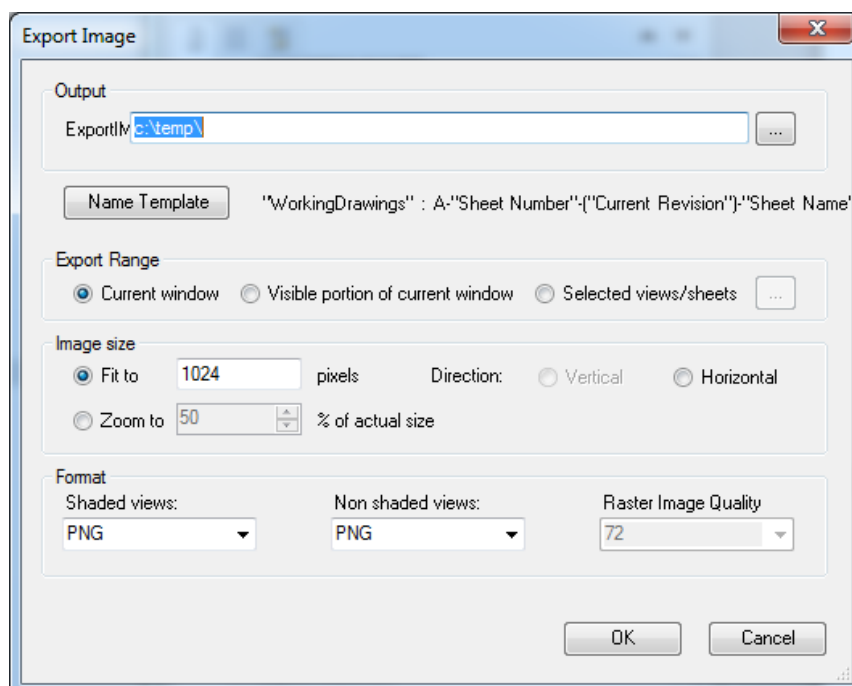 Export Image
Output
ExportIM c:\temp\ ...
Name Template "WorkingDrawings" : A-"Sheet Number"-("Current Revision")-"Sheet Name"
Export Range
Current window Visible portion of current window Selected views/sheets ...
Image size
Fit to 1024 pixels Direction: Vertical Horizontal
Zoom to 50 % of actual size
Format
Shaded views: Non shaded views: Raster Image Quality
PNG PNG 72
OK Cancel